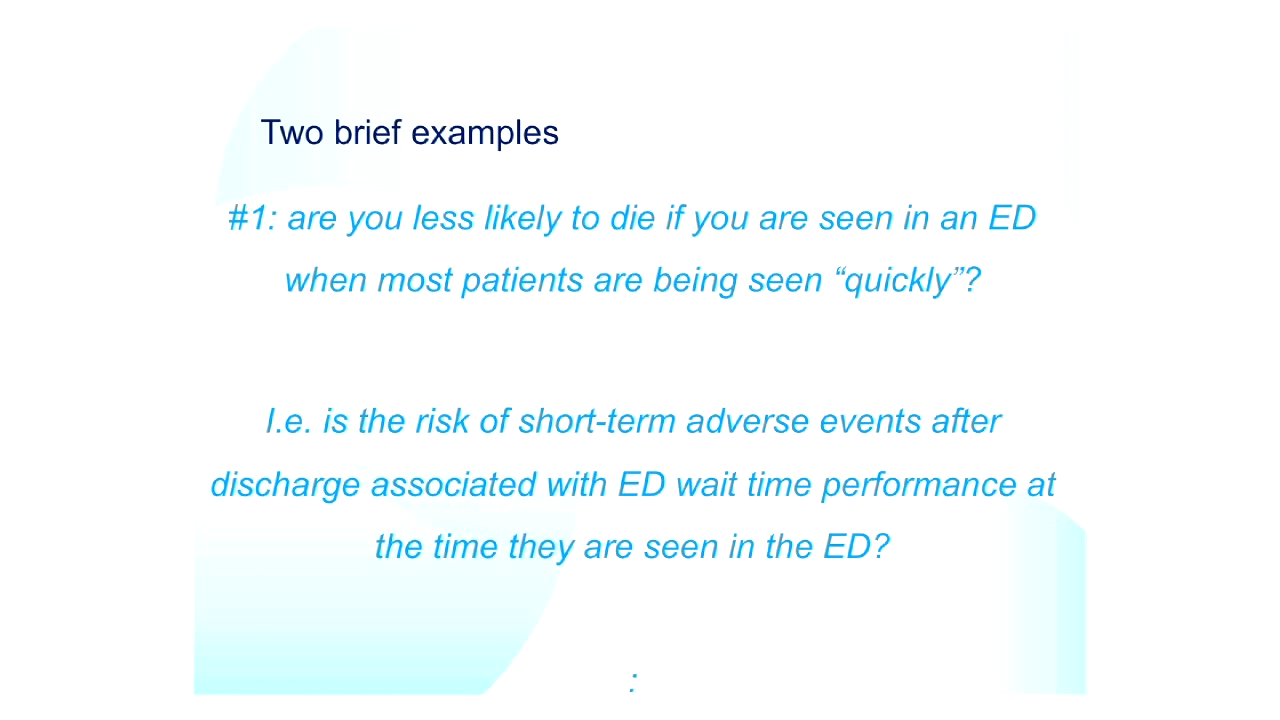 Two brief examples
#1: are you less likely to die if you are seen in an ED
when most patients are being seen “quickly”?
I.e. is the risk of short-term adverse events after
discharge associated with ED wait time performance at
the time they are seen in the ED?
: